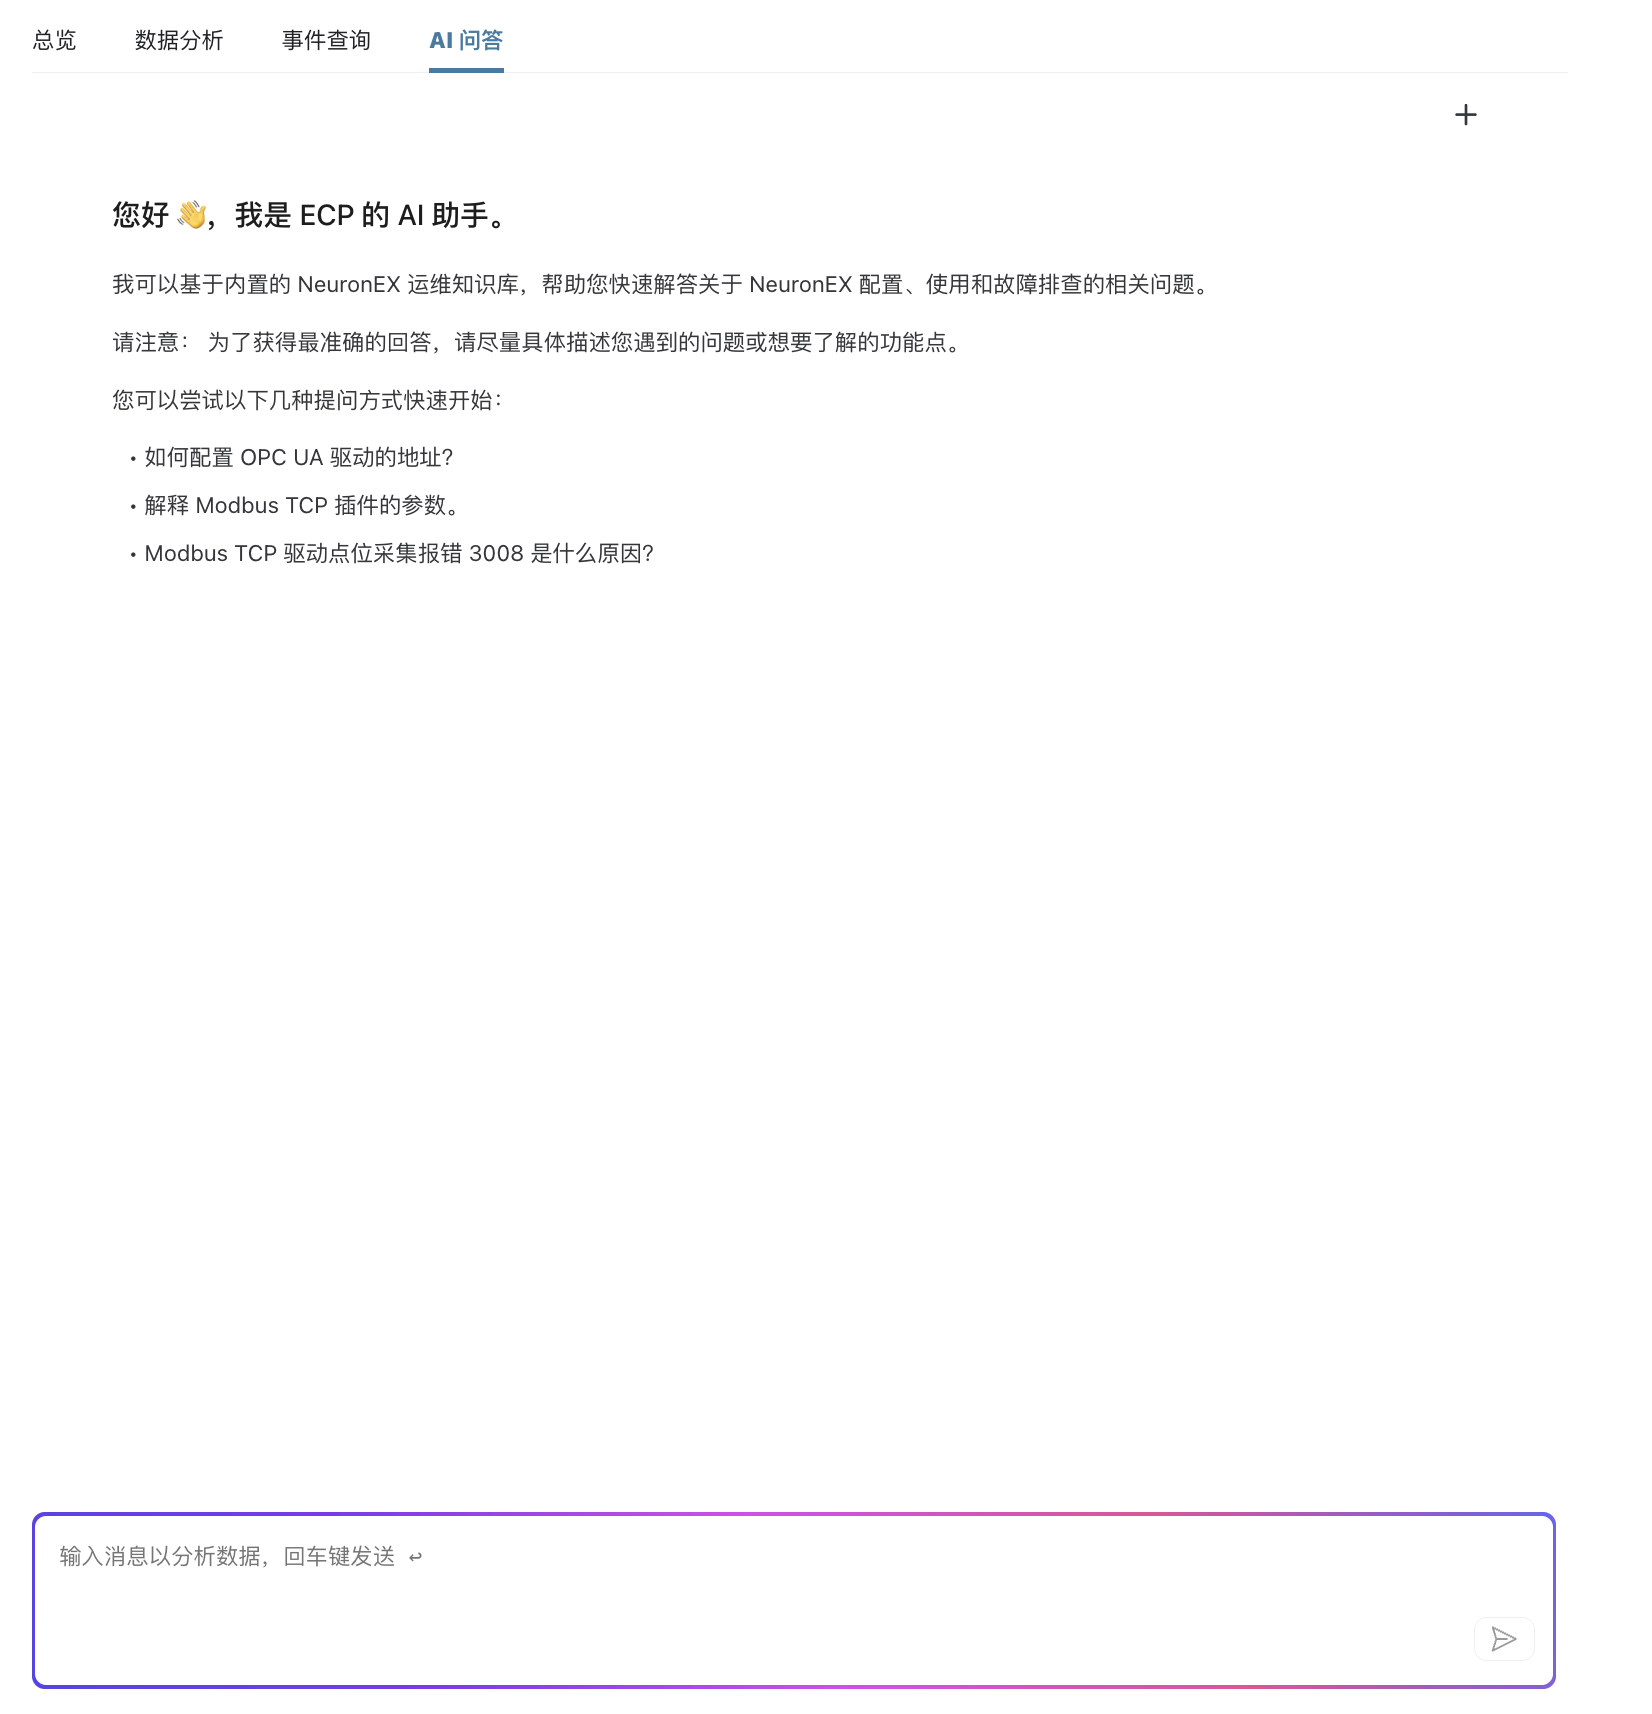 总览 数据分析 事件查询 AI 问答
您好 👋，我是 ECP 的 AI 助手。
我可以基于内置的 NeuronEX 运维知识库，帮助您快速解答关于 NeuronEX 配置、使用和故障排查的相关问题。
请注意： 为了获得最准确的回答，请尽量具体描述您遇到的问题或想要了解的功能点。
您可以尝试以下几种提问方式快速开始：
• 如何配置 OPC UA 驱动的地址?
• 解释 Modbus TCP 插件的参数。
• Modbus TCP 驱动点位采集报错 3008 是什么原因?
输入消息以分析数据，回车键发送 ↩